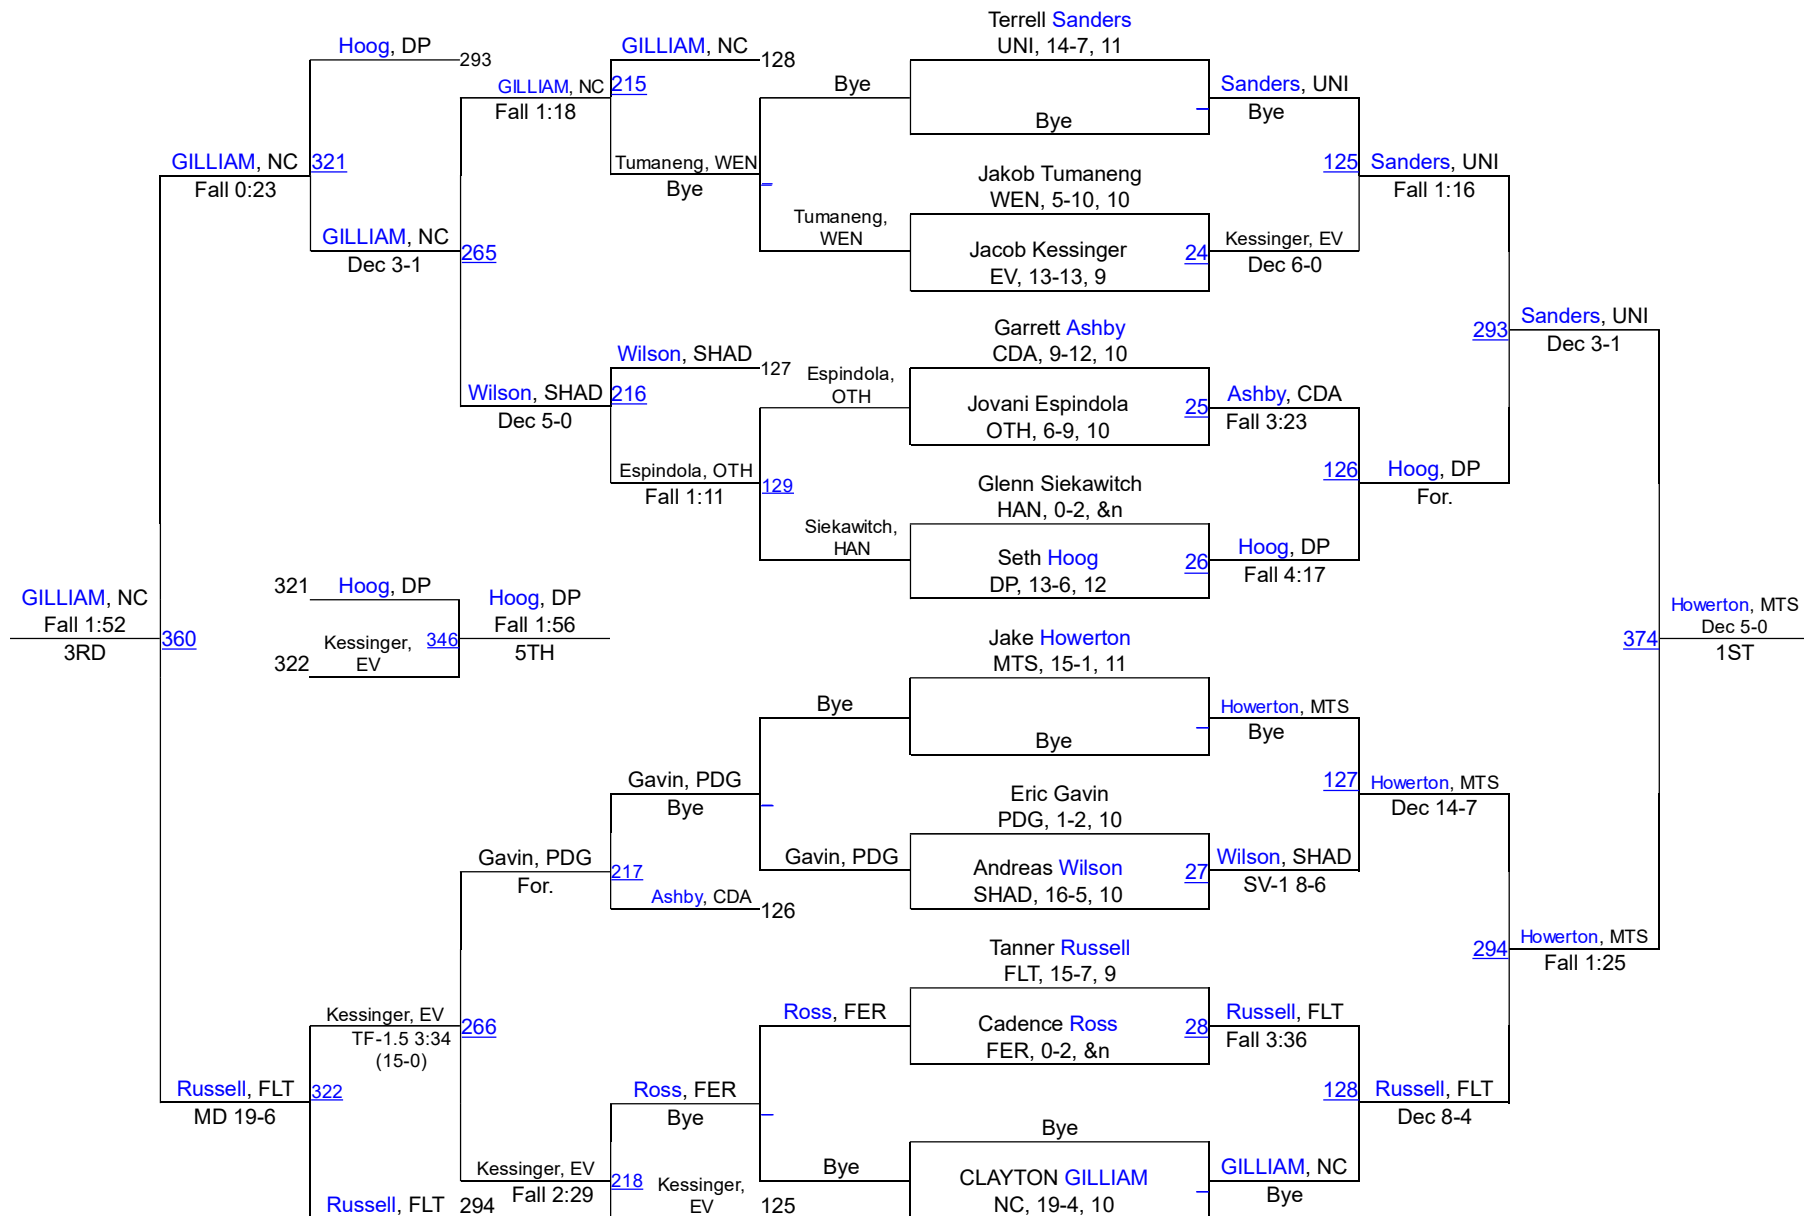 Terrell Sanders
UNI, 14-7, 11
Hoog, DP
293
GILLIAM, NC
128
GILLIAM, NC
215
Fall 1:18
Bye
Sanders, UNI
Bye
Bye
GILLIAM, NC
321
Fall 0:23
Tumaneng, WEN
Bye
Jakob Tumaneng
WEN, 5-10, 10
125
Sanders, UNI
Fall 1:16
GILLIAM, NC
265
Dec 3-1
Tumaneng,
WEN
Jacob Kessinger
EV, 13-13, 9
24
Kessinger, EV
Dec 6-0
Garrett Ashby
CDA, 9-12, 10
293
Sanders, UNI
Dec 3-1
Wilson, SHAD
127
Wilson, SHAD
216
Dec 5-0
Espindola,
OTH
Jovani Espindola
OTH, 6-9, 10
25
Ashby, CDA
Fall 3:23
Espindola, OTH
Fall 1:11
129
Glenn Siekawitch
HAN, 0-2, &n
126
Hoog, DP
For.
Siekawitch,
HAN
Seth Hoog
DP, 13-6, 12
26
Hoog, DP
Fall 4:17
GILLIAM, NC
Fall 1:52
3RD
360
321
Hoog, DP
Kessinger,
EV
322
346
Hoog, DP
Fall 1:56
5TH
Jake Howerton
MTS, 15-1, 11
374
Howerton, MTS
Dec 5-0
1ST
Bye
Bye
Howerton, MTS
Bye
Gavin, PDG
Bye
Eric Gavin
PDG, 1-2, 10
127
Howerton, MTS
Dec 14-7
Gavin, PDG
For.
217
Gavin, PDG
Andreas Wilson
SHAD, 16-5, 10
27
Wilson, SHAD
SV-1 8-6
Ashby, CDA
126
Tanner Russell
FLT, 15-7, 9
294
Howerton, MTS
Fall 1:25
Kessinger, EV
TF-1.5 3:34
(15-0)
266
Ross, FER
Cadence Ross
FER, 0-2, &n
28
Russell, FLT
Fall 3:36
Russell, FLT
322
MD 19-6
Ross, FER
Bye
128
Russell, FLT
Dec 8-4
Bye
Kessinger, EV
Fall 2:29
218
Kessinger,
EV
125
Bye
CLAYTON GILLIAM
NC, 19-4, 10
GILLIAM, NC
Bye
Russell, FLT
294